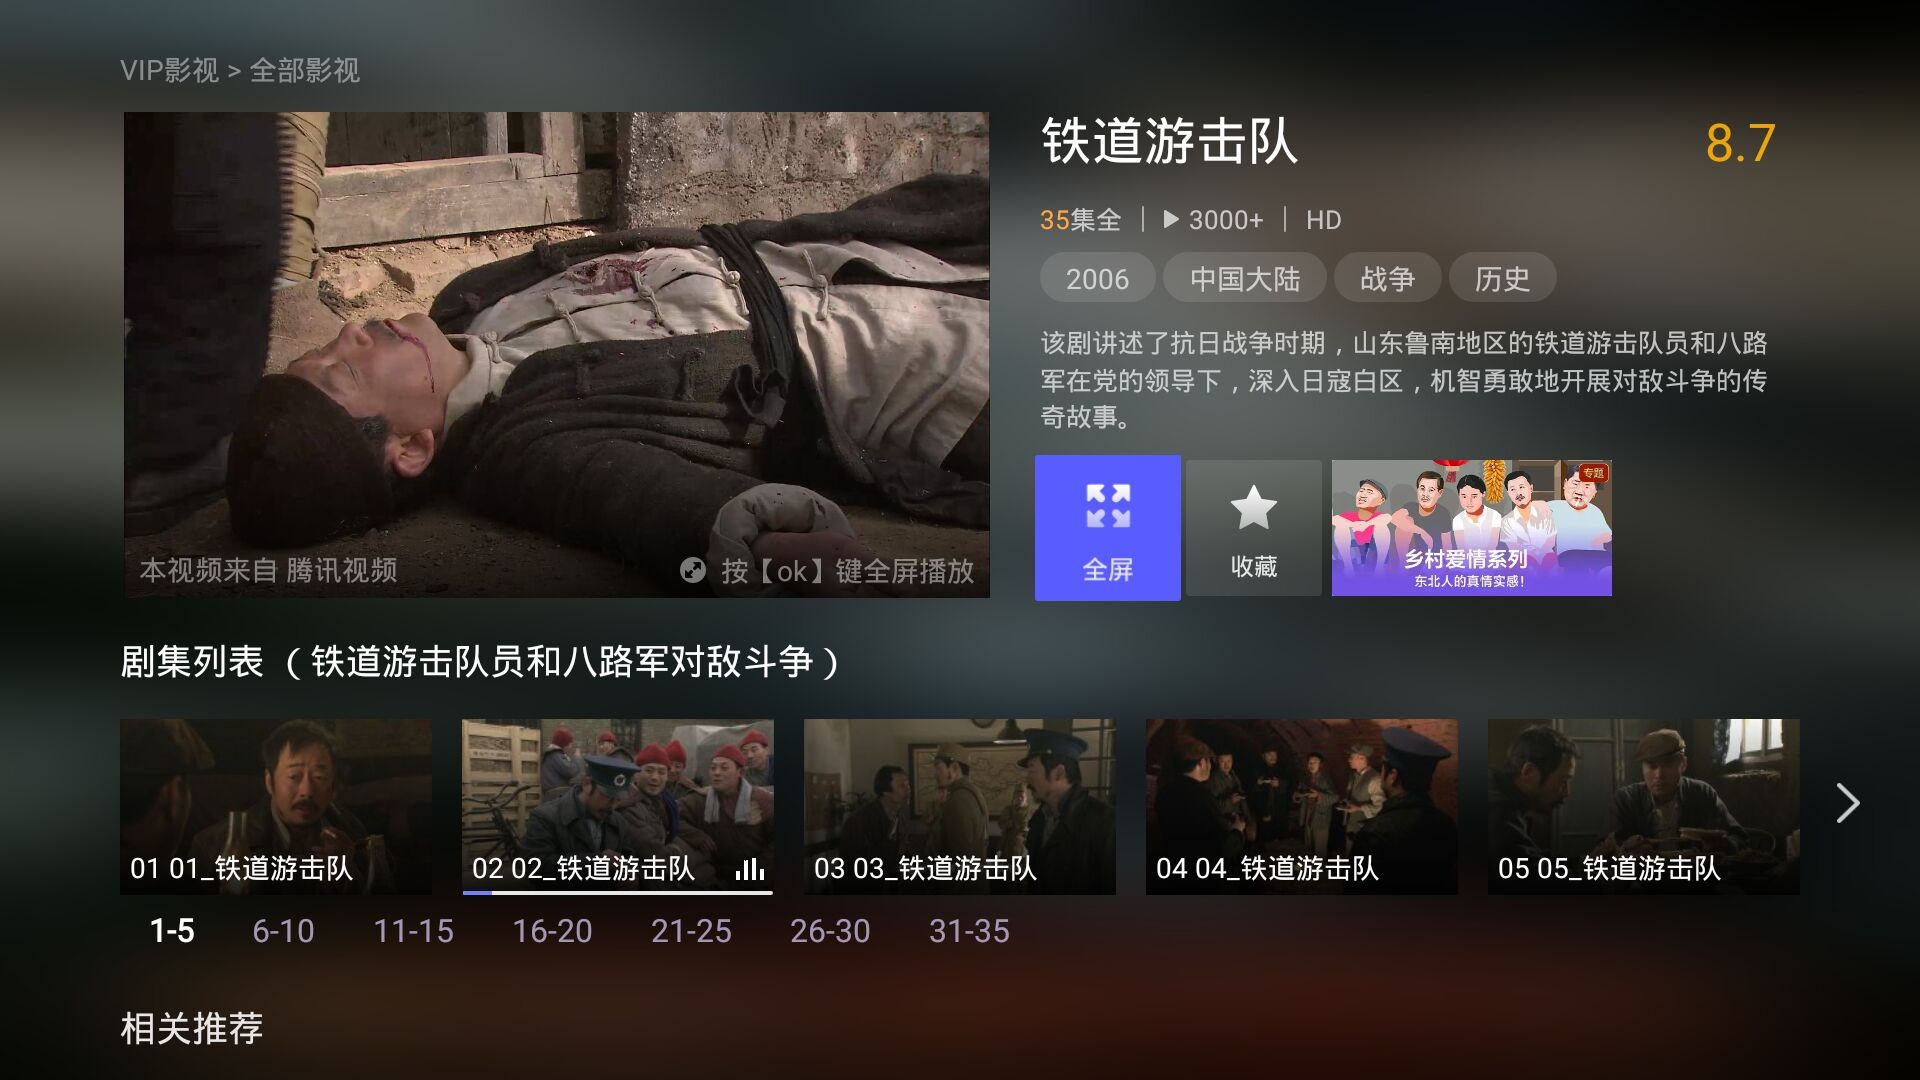 VIP影视 > 全部影视
铁道游击队
8.7
35集全 | 3000+ | HD
2006 中国大陆 战争 历史
该剧讲述了抗日战争时期，山东鲁南地区的铁道游击队员和八路
军在党的领导下，深入日寇白区，机智勇敢地开展对敌斗争的传
奇故事。
本视频来自 腾讯视频
按【ok】键全屏播放
全屏
收藏
专题
乡村爱情系列
东北人的真情实感！
剧集列表 （铁道游击队员和八路军对敌斗争）
01 01_铁道游击队
02 02_铁道游击队
03 03_铁道游击队
04 04_铁道游击队
05 05_铁道游击队
1-5 6-10 11-15 16-20 21-25 26-30 31-35
相关推荐